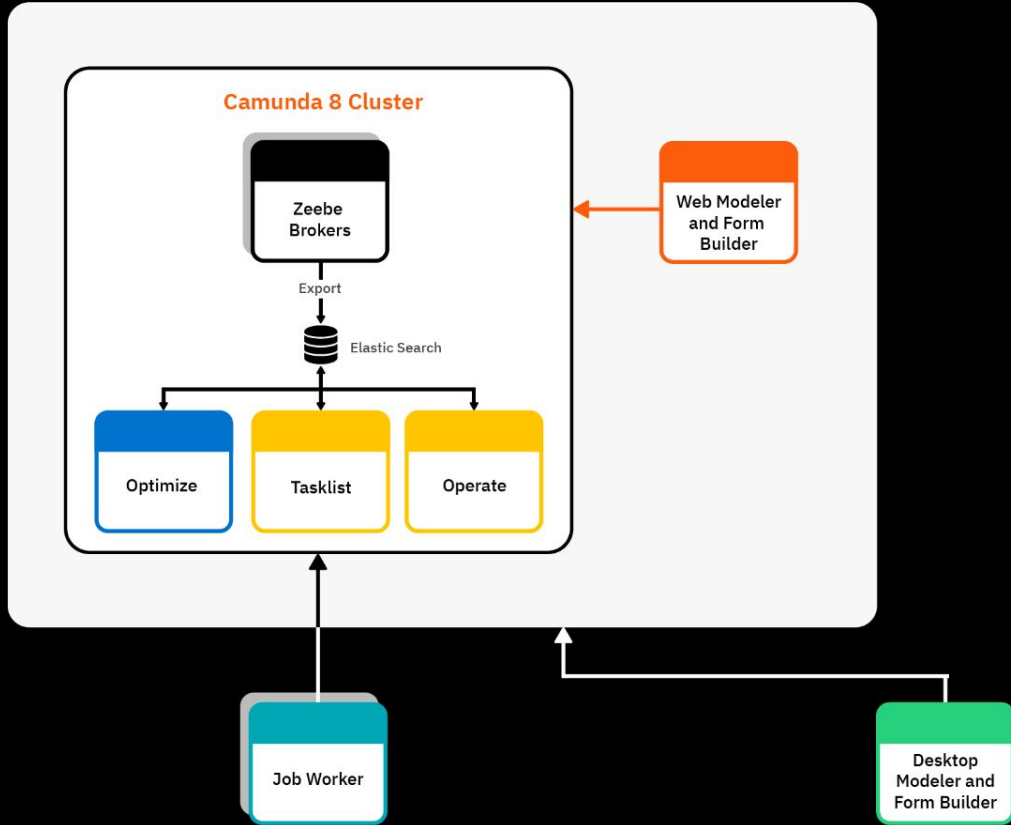 Camunda 8 Cluster
Zeebe
Brokers
Web Modeler
and Form
Builder
Export
Elastic Search
Optimize
Tasklist
Operate
Job Worker
Desktop
Modeler and
Form Builder